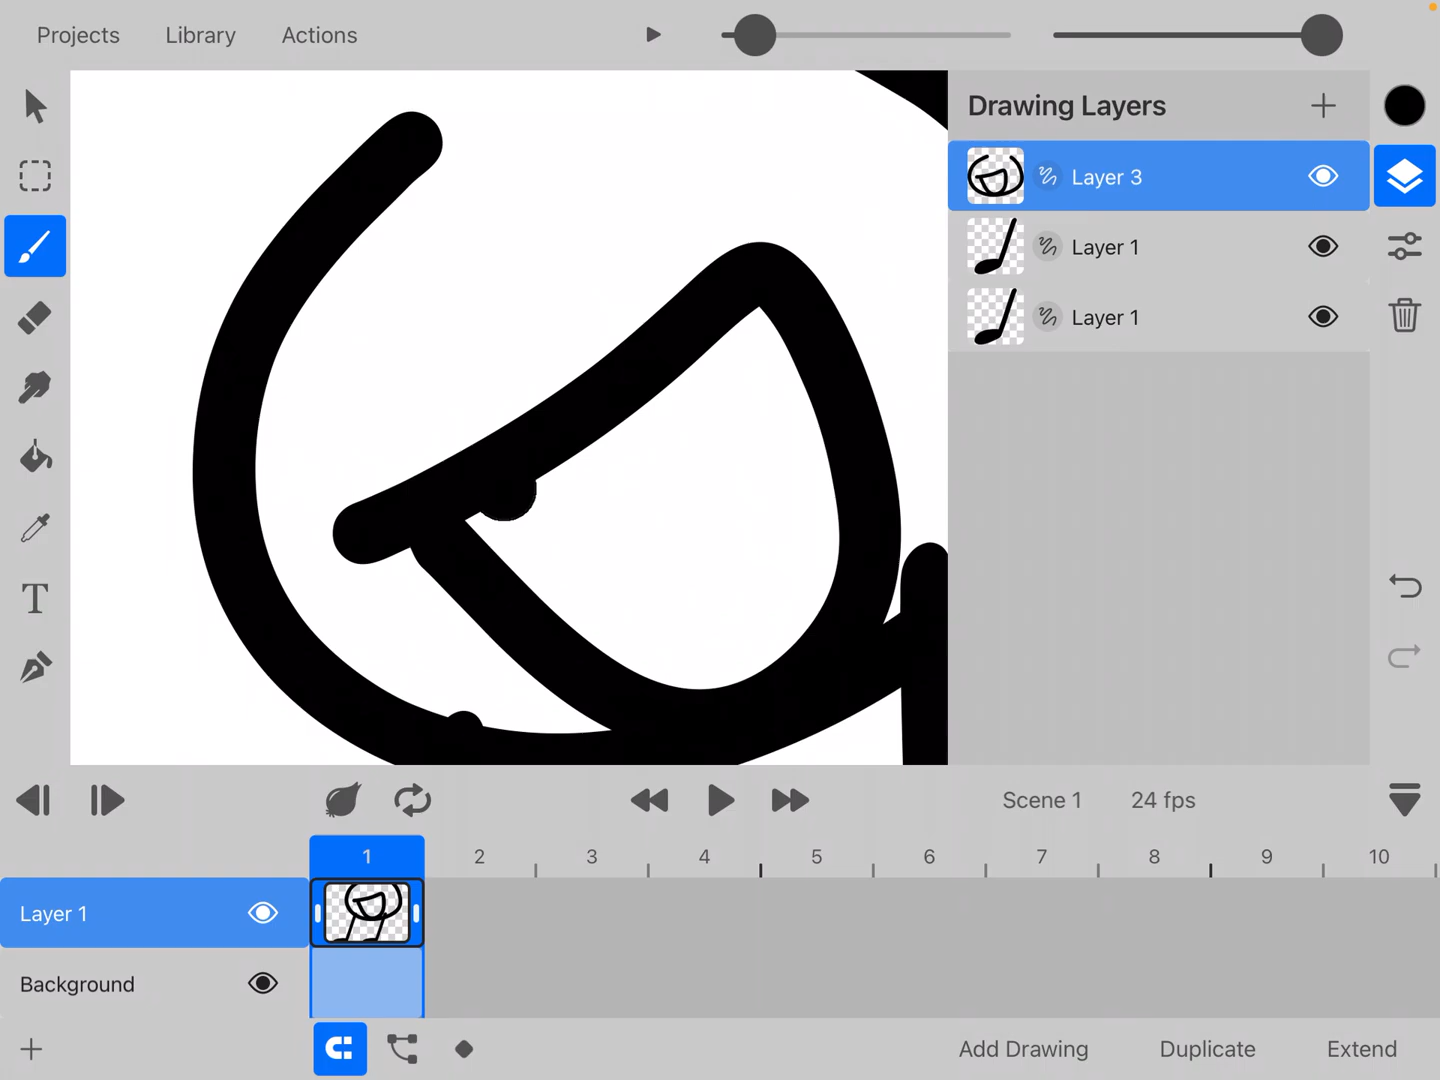 Projects Library Actions
Drawing Layers
Layer 3
Layer 1
Layer 1
T
Scene 1 24 fps
1 2 3 4 5 6 7 8 9 10
Layer 1
Background
Add Drawing Duplicate Extend